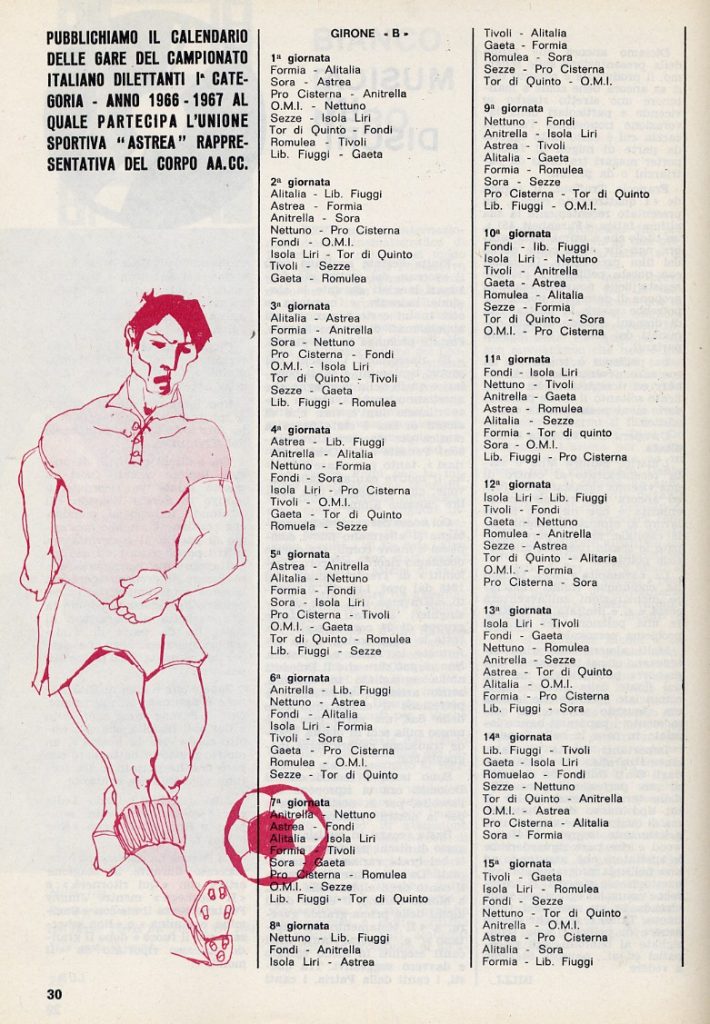 PUBBLICHIAMO IL CALENDARIO
DELLE GARE DEL CAMPIONATO
ITALIANO DILETTANTI Iª CATE-
GORIA - ANNO 1966 - 1967 AL
QUALE PARTECIPA L'UNIONE
SPORTIVA "ASTREA" RAPPRE-
SENTATIVA DEL CORPO AA.CC.
GIRONE «B»
1ª giornata
Formia - Alitalia
Sora - Astrea
Pro Cisterna - Anitrella
O.M.I. - Nettuno
Sezze - Isola Liri
Tor di Quinto - Fondi
Romulea - Tivoli
Lib. Fiuggi - Gaeta
2ª giornata
Alitalia - Lib. Fiuggi
Astrea - Formia
Anitrella - Sora
Nettuno - Pro Cisterna
Fondi - O.M.I.
Isola Liri - Tor di Quinto
Tivoli - Sezze
Gaeta - Romulea
3ª giornata
Alitalia - Astrea
Formia - Anitrella
Sora - Nettuno
Pro Cisterna - Fondi
O.M.I. - Isola Liri
Tor di Quinto - Tivoli
Sezze - Gaeta
Lib. Fiuggi - Romulea
4ª giornata
Astrea - Lib. Fiuggi
Anitrella - Alitalia
Nettuno - Formia
Fondi - Sora
Isola Liri - Pro Cisterna
Tivoli - O.M.I.
Gaeta - Tor di Quinto
Romuela - Sezze
5ª giornata
Astrea - Anitrella
Alitalia - Nettuno
Formia - Fondi
Sora - Isola Liri
Pro Cisterna - Tivoli
O.M.I. - Gaeta
Tor di Quinto - Romulea
Lib. Fiuggi - Sezze
6ª giornata
Anitrella - Lib. Fiuggi
Nettuno - Astrea
Fondi - Alitalia
Isola Liri - Formia
Tivoli - Sora
Gaeta - Pro Cisterna
Romulea - O.M.I.
Sezze - Tor di Quinto
7ª giornata
Anitrella - Nettuno
Astrea - Fondi
Alitalia - Isola Liri
Formia - Tivoli
Sora - Gaeta
Pro Cisterna - Romulea
O.M.I. - Sezze
Lib. Fiuggi - Tor di Quinto
8ª giornata
Nettuno - Lib. Fiuggi
Fondi - Anitrella
Isola Liri - Astrea
Tivoli - Alitalia
Gaeta - Formia
Romulea - Sora
Sezze - Pro Cisterna
Tor di Quinto - O.M.I.
9ª giornata
Nettuno - Fondi
Anitrella - Isola Liri
Astrea - Tivoli
Alitalia - Gaeta
Formia - Romulea
Sora - Sezze
Pro Cisterna - Tor di Quinto
Lib. Fiuggi - O.M.I.
10ª giornata
Fondi - lib. Fiuggi
Isola Liri - Nettuno
Tivoli - Anitrella
Gaeta - Astrea
Romulea - Alitalia
Sezze - Formia
Tor di Quinto - Sora
O.M.I. - Pro Cisterna
11ª giornata
Fondi - Isola Liri
Nettuno - Tivoli
Anitrella - Gaeta
Astrea - Romulea
Alitalia - Sezze
Formia - Tor di quinto
Sora - O.M.I.
Lib. Fiuggi - Pro Cisterna
12ª giornata
Isola Liri - Lib. Fiuggi
Tivoli - Fondi
Gaeta - Nettuno
Romulea - Anitrella
Sezze - Astrea
Tor di Quinto - Alitaria
O.M.I. - Formia
Pro Cisterna - Sora
13ª giornata
Isola Liri - Tivoli
Fondi - Gaeta
Nettuno - Romulea
Anitrella - Sezze
Astrea - Tor di Quinto
Alitalia - O.M.I.
Formia - Pro Cisterna
Lib. Fiuggi - Sora
14ª giornata
Lib. Fiuggi - Tivoli
Gaeta - Isola Liri
Romuelao - Fondi
Sezze - Nettuno
Tor di Quinto - Anitrella
O.M.I. - Astrea
Pro Cisterna - Alitalia
Sora - Formia
15ª giornata
Tivoli - Gaeta
Isola Liri - Romulea
Fondi - Sezze
Nettuno - Tor di Quinto
Anitrella - O.M.I.
Astrea - Pro Cisterna
Alitalia - Sora
Formia - Lib. Fiuggi
30